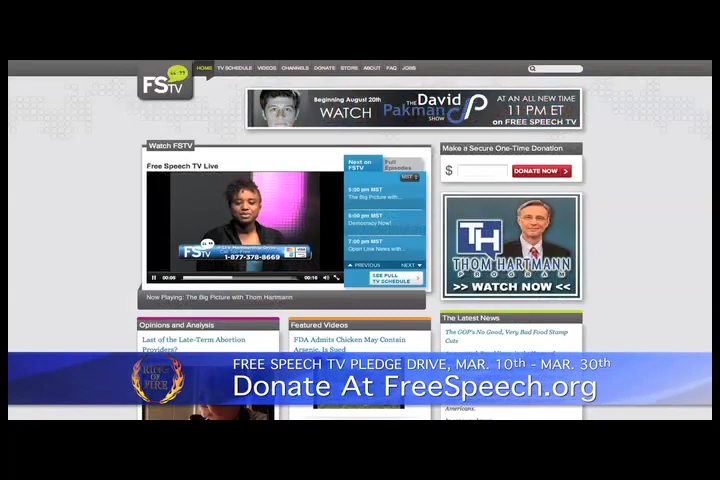 FSTV
HOME TV SCHEDULE VIDEOS CHANNELS DONATE STORE ABOUT FAQ JOBS
Beginning August 20th
WATCH
THE David Pakman SHOW
AT AN ALL NEW TIME
11 PM ET
on FREE SPEECH TV
Watch FSTV
Free Speech TV Live
FSTV
1-877-378-8669
00:06
00:16
Now Playing: The Big Picture with Thom Hartmann
Next on FSTV
Full Episodes
MST
5:00 pm MST
The Big Picture with...
6:00 pm MST
Democracy Now!
7:00 pm MST
Open Line News with...
PREVIOUS NEXT
SEE FULL TV SCHEDULE
Make a Secure One-Time Donation
$
DONATE NOW
TH
THOM HARTMANN
PROGRAM
>> WATCH NOW <<
Opinions and Analysis
Last of the Late-Term Abortion
Providers?
Featured Videos
FDA Admits Chicken May Contain
Arsenic, Is Sued
The Latest News
The GOP's No Good, Very Bad Food Stamp
Cuts
RING OF FIRE
FREE SPEECH TV PLEDGE DRIVE, MAR. 10th - MAR. 30th
Donate At FreeSpeech.org
Americans.